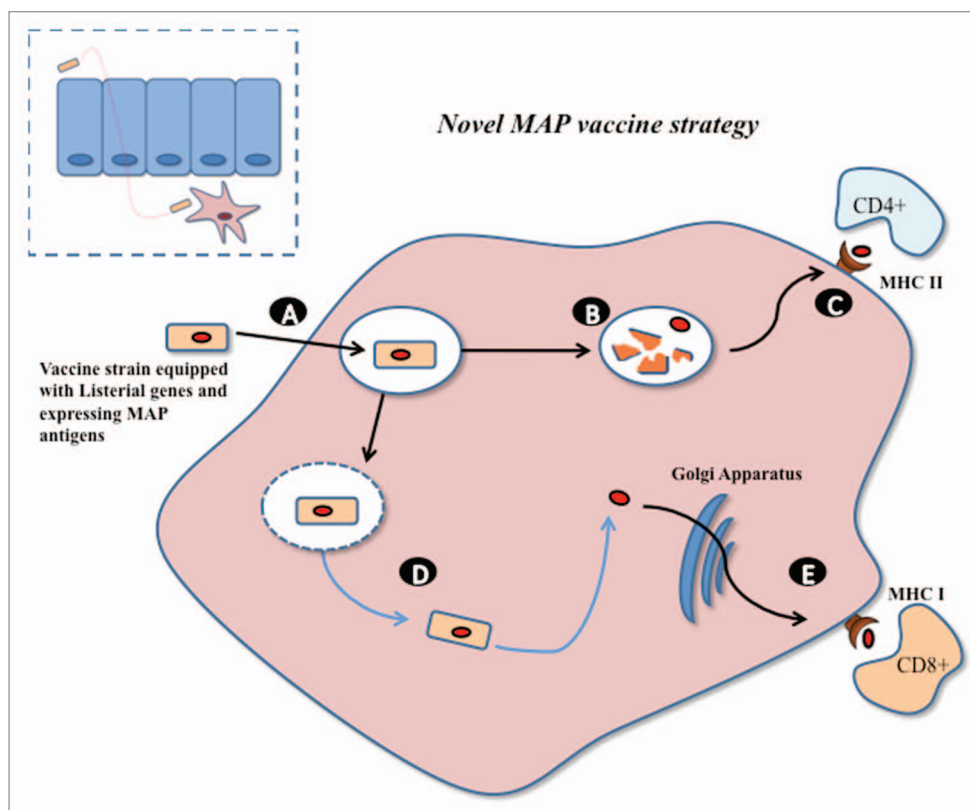 Novel MAP vaccine strategy
CD4+
MHC II
A
B
C
Vaccine strain equipped
with Listerial genes and
expressing MAP
antigens
Golgi Apparatus
D
E
MHC I
CD8+